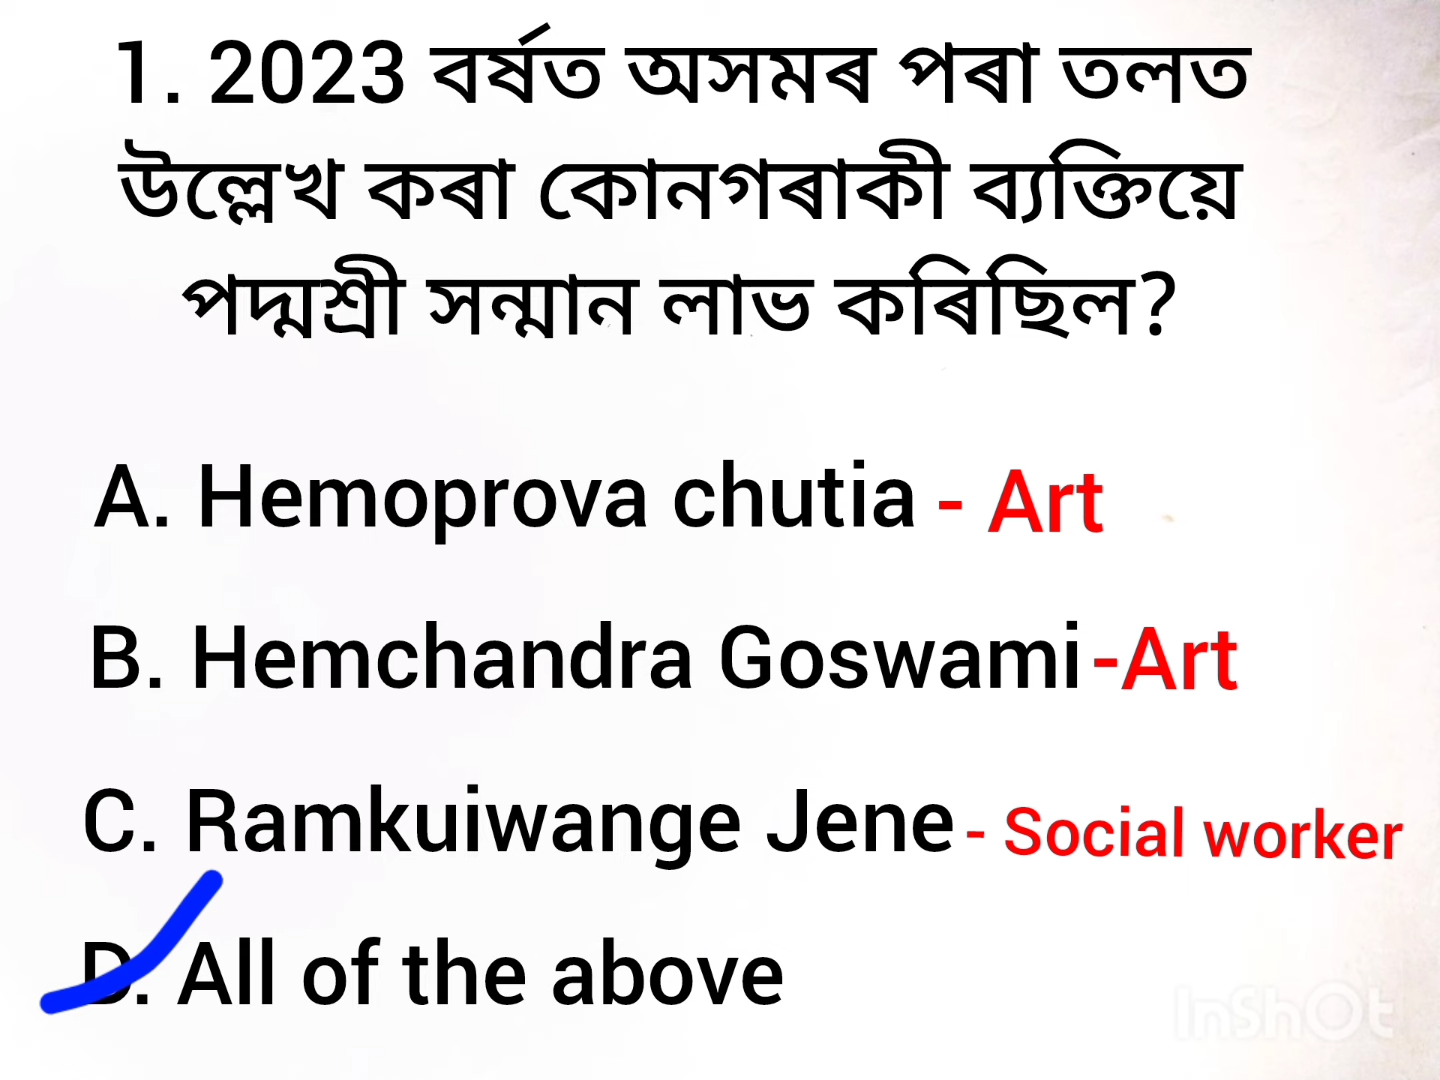 1. 2023 বৰ্ষত অসমৰ পৰা তলত
উল্লেখ কৰা কোনগৰাকী ব্যক্তিয়ে
পদ্মশ্ৰী সন্মান লাভ কৰিছিল?
A. Hemoprova chutia - Art
B. Hemchandra Goswami -Art
C. Ramkuiwange Jene - Social worker
D. All of the above
InShOt